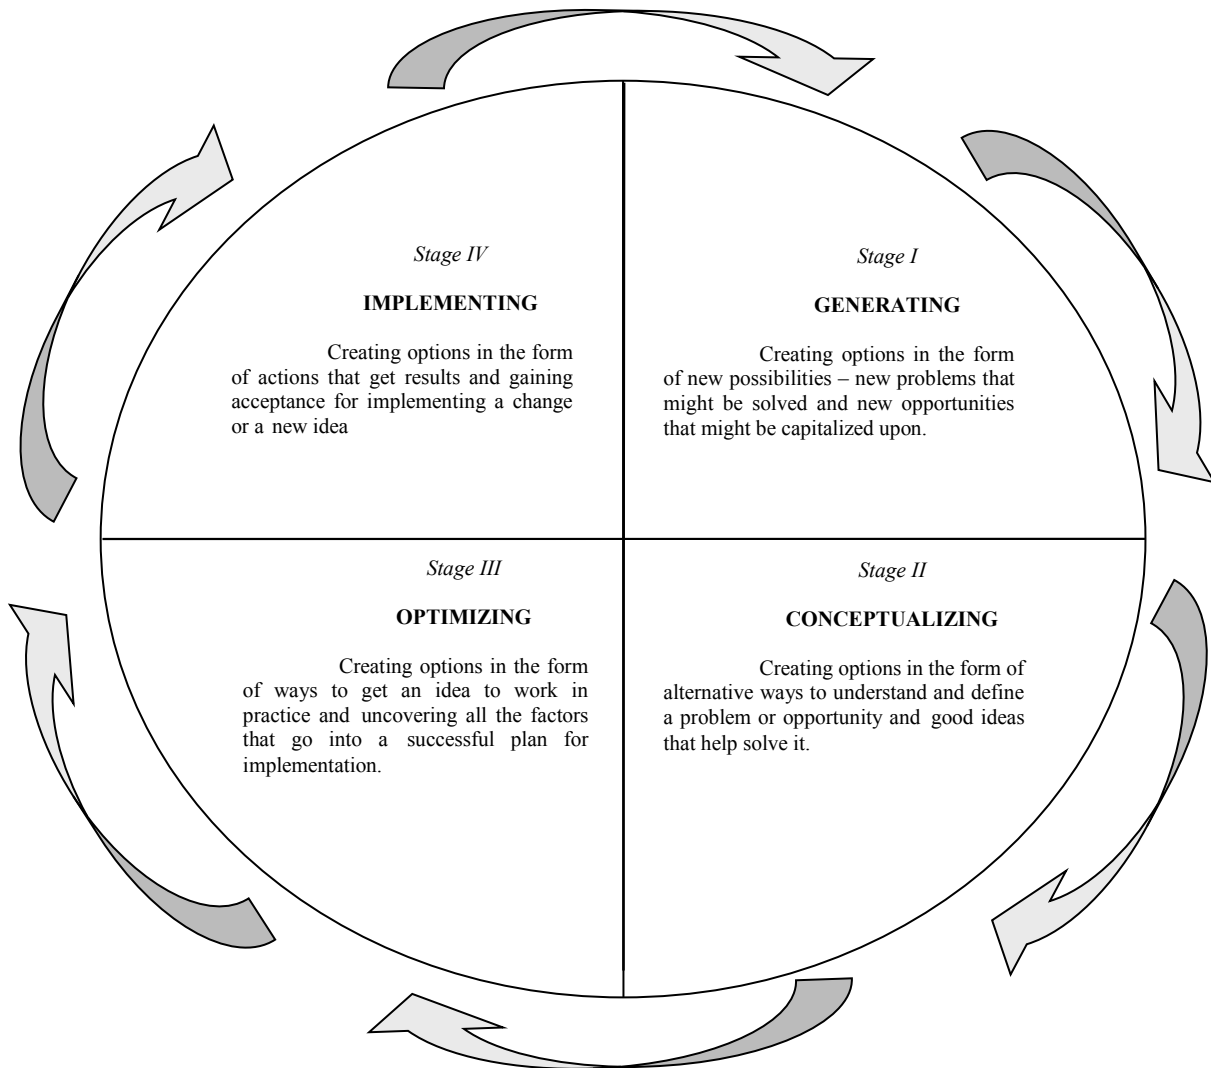 Stage IV
IMPLEMENTING
Creating options in the form
of actions that get results and gaining
acceptance for implementing a change
or a new idea
Stage I
GENERATING
Creating options in the form
of new possibilities – new problems that
might be solved and new opportunities
that might be capitalized upon.
Stage III
OPTIMIZING
Creating options in the form
of ways to get an idea to work in
practice and uncovering all the factors
that go into a successful plan for
implementation.
Stage II
CONCEPTUALIZING
Creating options in the form of
alternative ways to understand and define
a problem or opportunity and good ideas
that help solve it.